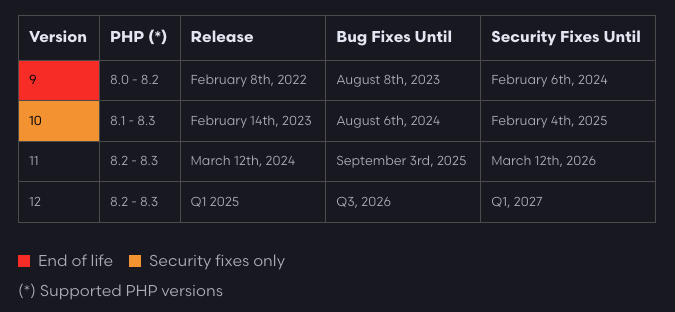 Version PHP (*) Release Bug Fixes Until Security Fixes Until
9 8.0 - 8.2 February 8th, 2022 August 8th, 2023 February 6th, 2024
10 8.1 - 8.3 February 14th, 2023 August 6th, 2024 February 4th, 2025
11 8.2 - 8.3 March 12th, 2024 September 3rd, 2025 March 12th, 2026
12 8.2 - 8.3 Q1 2025 Q3, 2026 Q1, 2027
End of life Security fixes only
(*) Supported PHP versions